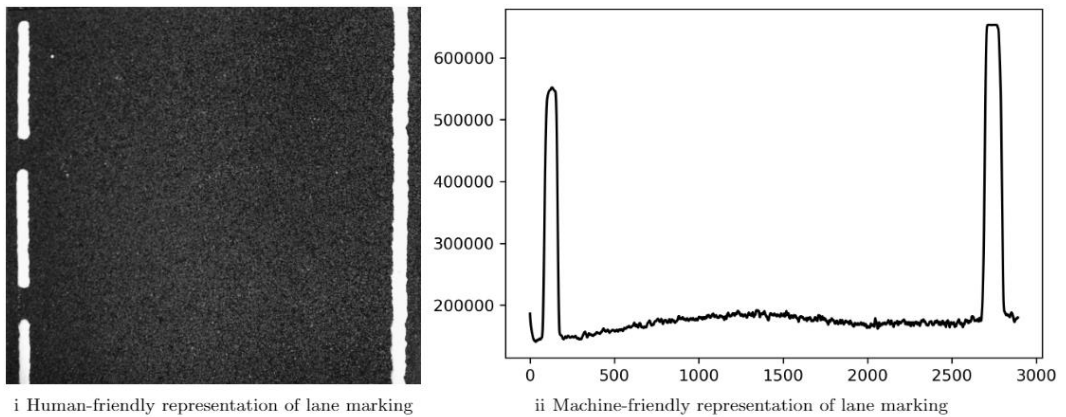 600000
500000
400000
300000
200000
0 500 1000 1500 2000 2500 3000
i Human-friendly representation of lane marking
ii Machine-friendly representation of lane marking